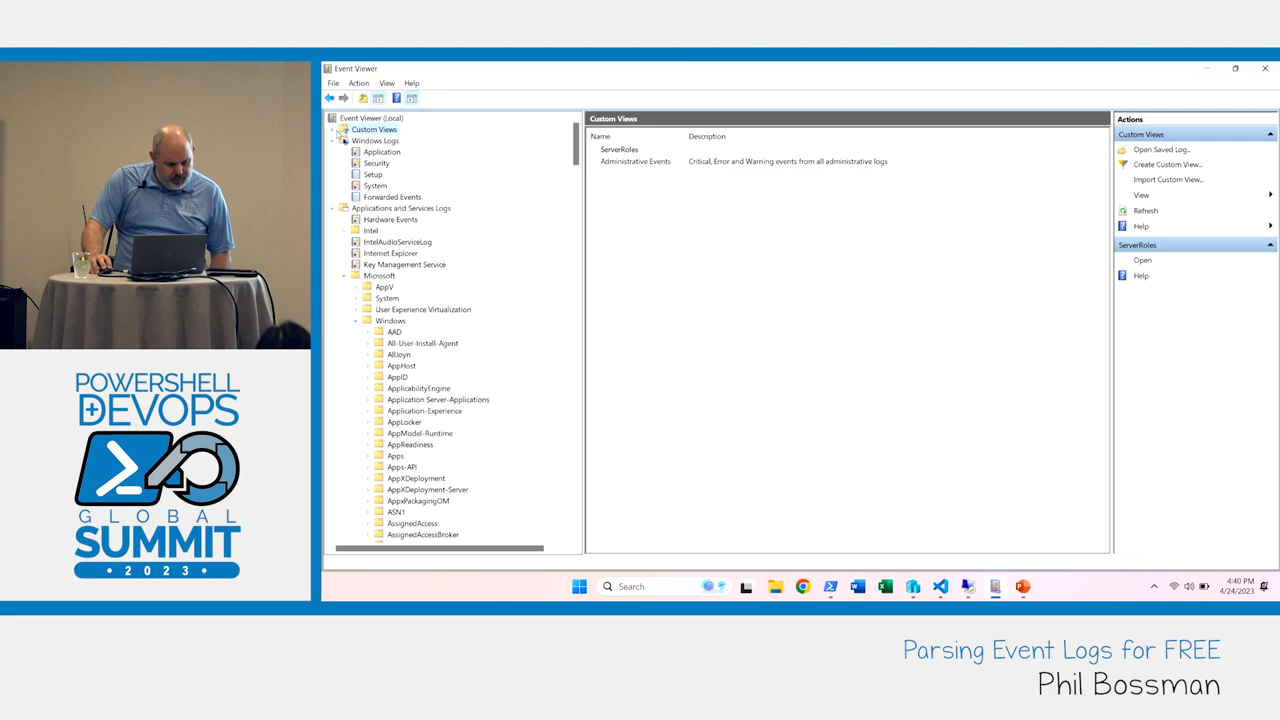 Event Viewer
File Action View Help
Event Viewer (Local)
Custom Views
Windows Logs
Application
Security
Setup
System
Forwarded Events
Applications and Services Logs
Hardware Events
Intel
IntelAudioServiceLog
Internet Explorer
Key Management Service
Microsoft
AppV
System
User Experience Virtualization
Windows
AAD
All-User-Install-Agent
AllJoyn
AppHost
AppID
ApplicabilityEngine
Application Server-Applications
Application-Experience
AppLocker
AppModel-Runtime
AppReadiness
Apps
Apps-API
AppXDeployment
AppXDeployment-Server
AppxPackagingOM
ASN1
AssignedAccess
AssignedAccessBroker
Custom Views
Name Description
ServerRoles
Administrative Events Critical, Error and Warning events from all administrative logs
Actions
Custom Views
Open Saved Log...
Create Custom View...
Import Custom View...
View
Refresh
Help
ServerRoles
Open
Help
Search
4:40 PM
4/24/2023
POWERSHELL
+DEVOPS
GLOBAL
SUMMIT
• 2 0 2 3 •
Parsing Event Logs for FREE
Phil Bossman